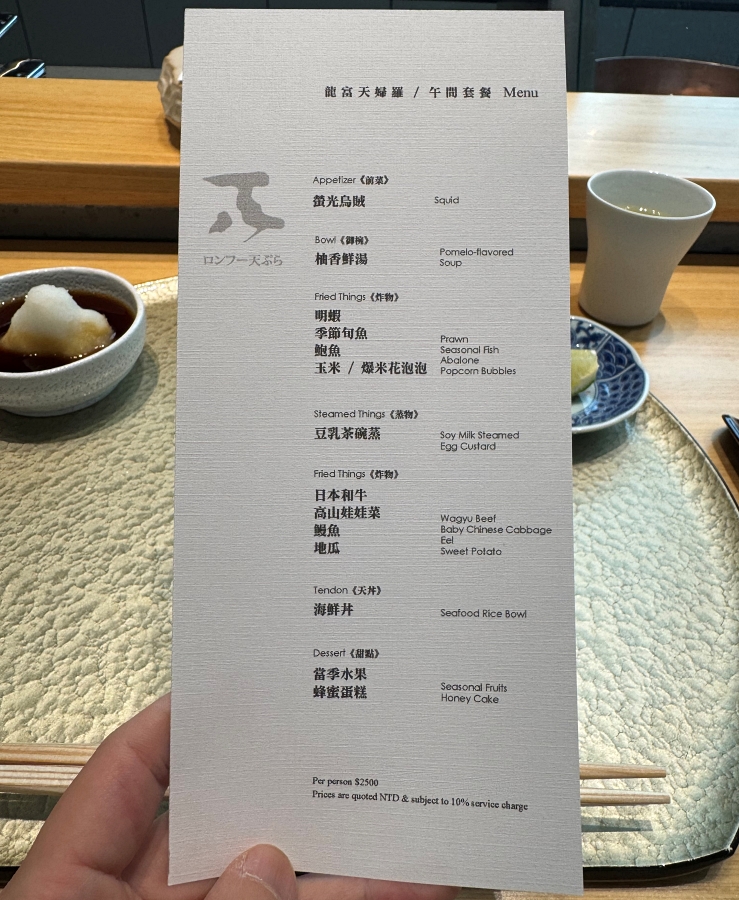 龍富天婦羅 / 午間套餐 Menu
ロンフー天ぷら
Appetizer《前菜》
螢光烏賊 Squid
Bowl《御椀》
柚香鮮湯 Pomelo-flavored
Soup
Fried Things《炸物》
明蝦
季節旬魚 Prawn
鮑魚 Seasonal Fish
Abalone
玉米 / 爆米花泡泡 Popcorn Bubbles
Steamed Things《蒸物》
豆乳茶碗蒸 Soy Milk Steamed
Egg Custard
Fried Things《炸物》
日本和牛
高山娃娃菜 Wagyu Beef
鰻魚 Baby Chinese Cabbage
Eel
地瓜 Sweet Potato
Tendon《天丼》
海鮮丼 Seafood Rice Bowl
Dessert《甜點》
當季水果
蜂蜜蛋糕 Seasonal Fruits
Honey Cake
Per person $2500
Prices are quoted NTD & subject to 10% service charge